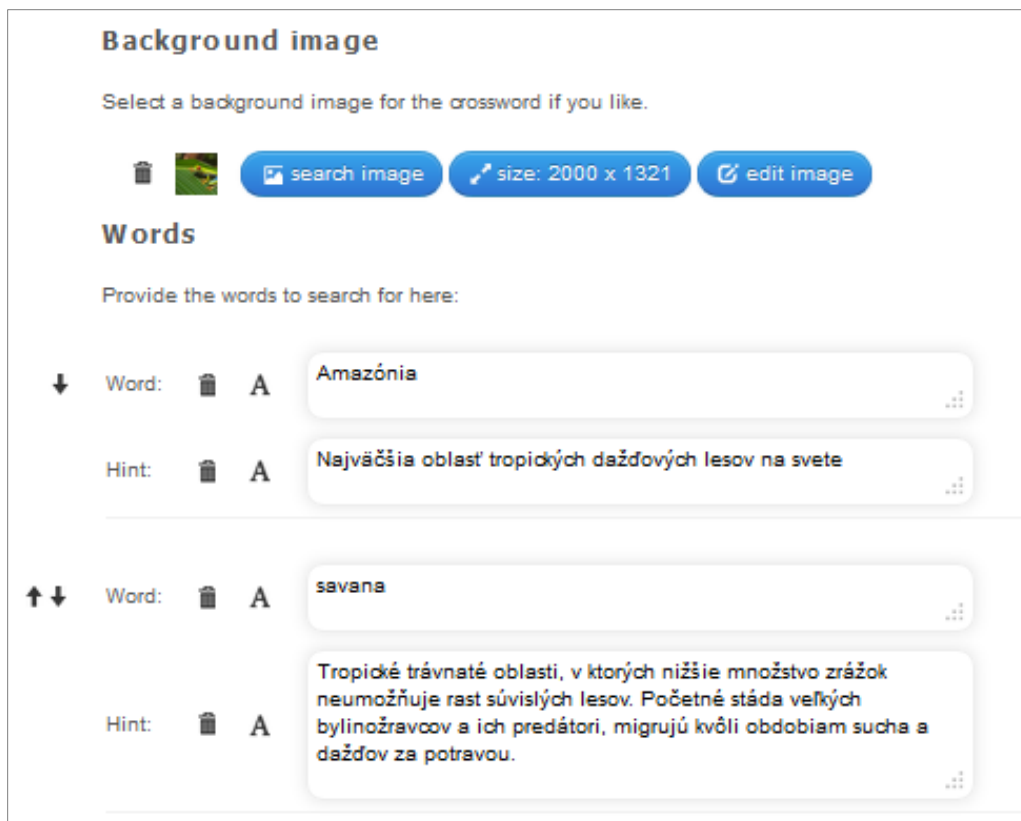 Background image
Select a background image for the crossword if you like.
search image size: 2000 x 1321 edit image
Words
Provide the words to search for here:
Word: A Amazónia
Hint: A Najväčšia oblasť tropických dažďových lesov na svete
Word: A savana
Tropické trávnaté oblasti, v ktorých nižšie množstvo zrážok
neumožňuje rast súvislých lesov. Početné stáda veľkých
Hint: A bylinožravcov a ich predátori, migrujú kvôli obdobiam sucha a
dažďov za potravou.